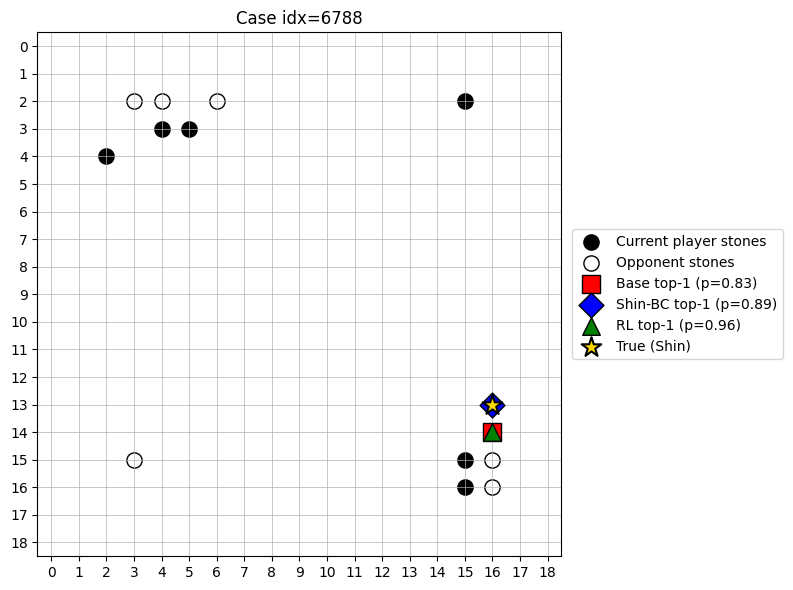 Case idx=6788
0
1
2
3
4
5
6
7
8
9
10
11
12
13
14
15
16
17
18
0 1 2 3 4 5 6 7 8 9 10 11 12 13 14 15 16 17 18
Current player stones
Opponent stones
Base top-1 (p=0.83)
Shin-BC top-1 (p=0.89)
RL top-1 (p=0.96)
True (Shin)